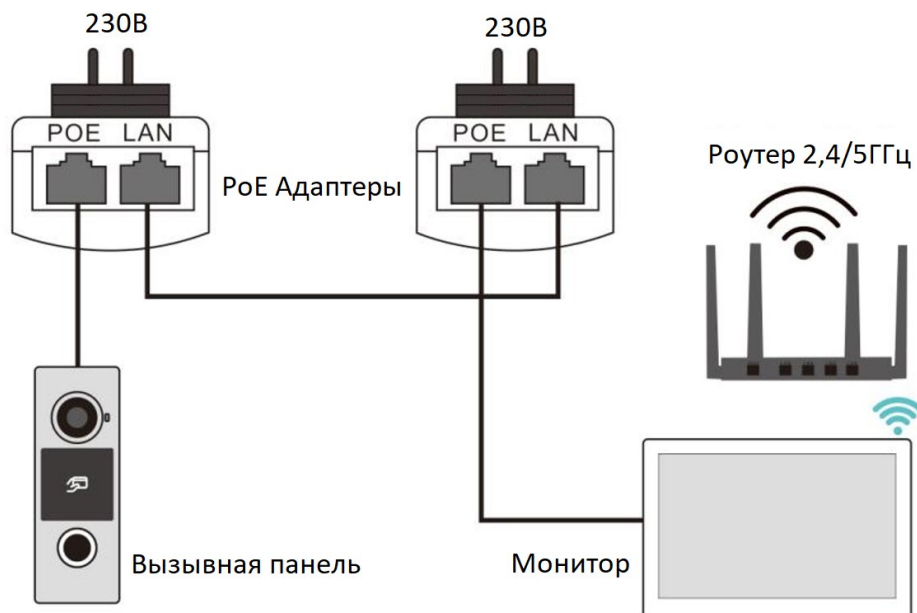 230В
230В
POE LAN
POE LAN
PoE Адаптеры
Роутер 2,4/5ГГц
Вызывная панель
Монитор